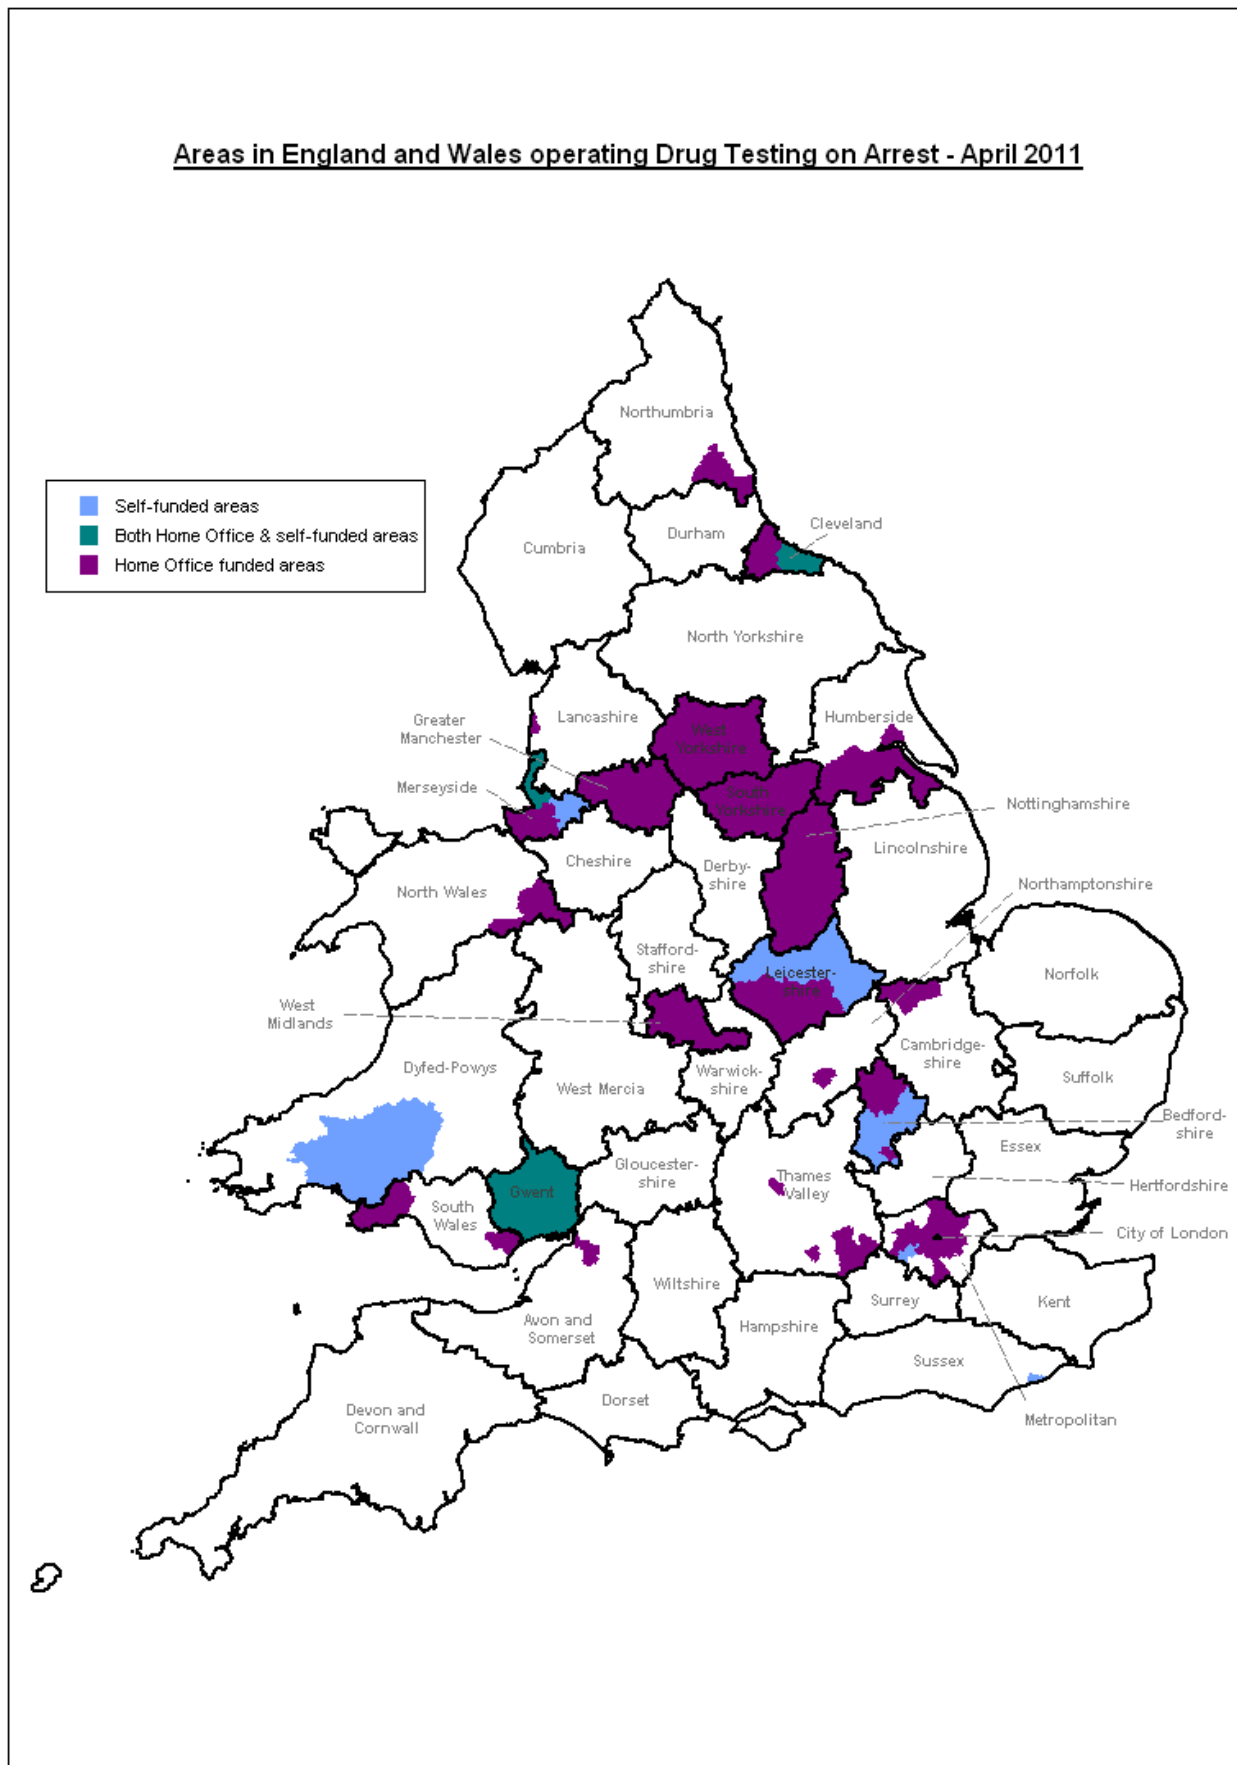 Areas in England and Wales operating Drug Testing on Arrest - April 2011
Self-funded areas
Both Home Office & self-funded areas
Home Office funded areas
Northumbria
Cleveland
Durham
Cumbria
North Yorkshire
Lancashire
Humberside
Greater
Manchester
West
Yorkshire
Merseyside
South
Yorkshire
Nottinghamshire
Lincolnshire
Cheshire
Derby-
shire
North Wales
Northamptonshire
Stafford-
shire
Leicester-
shire
Norfolk
West
Midlands
Cambridge-
shire
Dyfed-Powys
West Mercia
Warwick-
shire
Suffolk
Bedford-
shire
Essex
Gloucester-
shire
Thames
Valley
Hertfordshire
Gwent
South
Wales
City of London
Wiltshire
Surrey
Kent
Avon and
Somerset
Hampshire
Sussex
Dorset
Devon and
Cornwall
Metropolitan